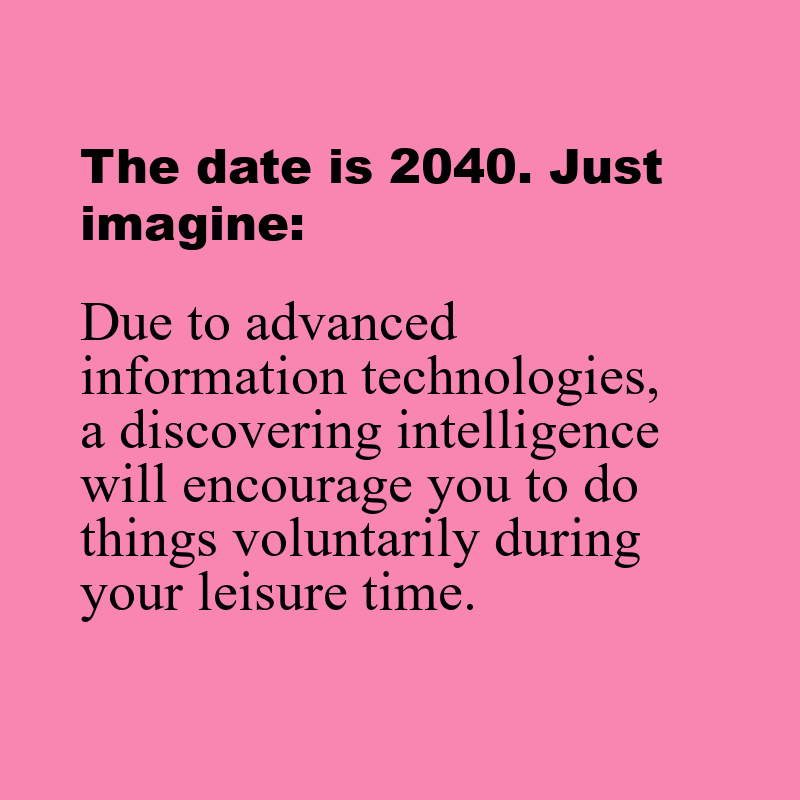 The date is 2040. Just
imagine:
Due to advanced
information technologies,
a discovering intelligence
will encourage you to do
things voluntarily during
your leisure time.